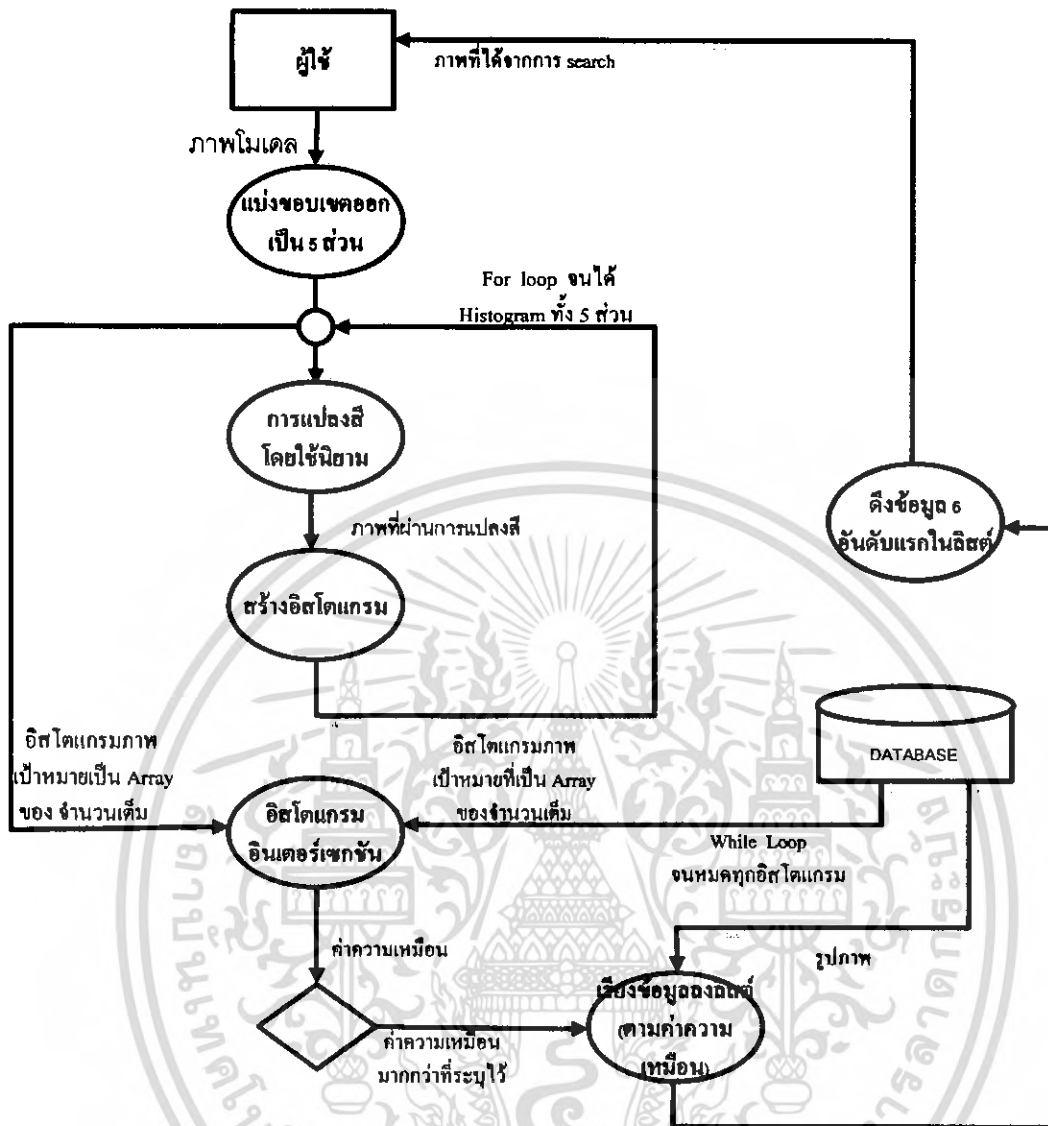 ผู้ใช้
ภาพที่ได้จากการ search
ภาพโมเดล
แบ่งขอบเขตออก
เป็น 5 ส่วน
For loop จนได้
Histogram ทั้ง 5 ส่วน
การแปลงสี
โดยใช้นิยาม
ภาพที่ผ่านการแปลงสี
สร้างฮิสโตแกรม
ดึงข้อมูล 6
อันดับแรกในลิสต์
DATABASE
ฮิสโตแกรมภาพ
เป้าหมายเป็น Array
ของ จำนวนเต็ม
ฮิสโตแกรมภาพ
เป้าหมายที่เป็น Array
ของจำนวนเต็ม
ฮิสโตแกรม
อินเตอร์เซกชัน
While Loop
จนหมดทุกฮิสโตแกรม
รูปภาพ
ค่าความเหมือน
เรียงข้อมูลลงลิสต์
(ตามค่าความ
เหมือน)
ค่าความเหมือน
มากกว่าที่ระบุไว้